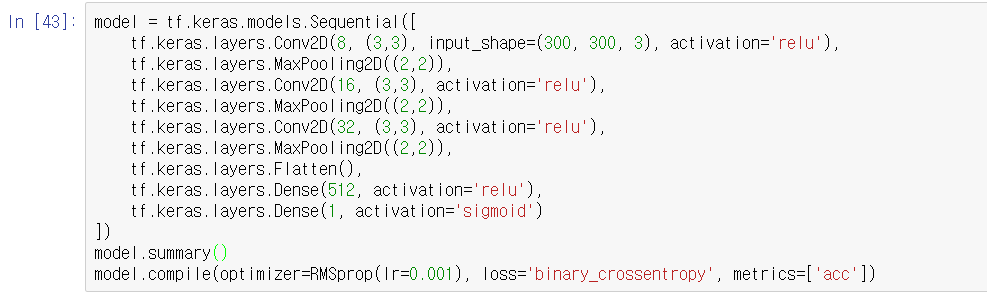 In [43]:
model = tf.keras.models.Sequential([
    tf.keras.layers.Conv2D(8, (3,3), input_shape=(300, 300, 3), activation='relu'),
    tf.keras.layers.MaxPooling2D((2,2)),
    tf.keras.layers.Conv2D(16, (3,3), activation='relu'),
    tf.keras.layers.MaxPooling2D((2,2)),
    tf.keras.layers.Conv2D(32, (3,3), activation='relu'),
    tf.keras.layers.MaxPooling2D((2,2)),
    tf.keras.layers.Flatten(),
    tf.keras.layers.Dense(512, activation='relu'),
    tf.keras.layers.Dense(1, activation='sigmoid')
])
model.summary()
model.compile(optimizer=RMSprop(lr=0.001), loss='binary_crossentropy', metrics=['acc'])